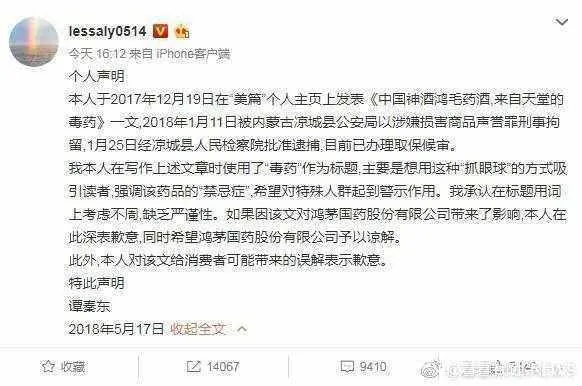 lessaly0514
今天 16:12 来自 iPhone客户端
个人声明
本人于2017年12月19日在“美篇”个人主页上发表《中国神酒鸿毛药酒,来自天堂的
毒药》一文,2018年1月11日被内蒙古凉城县公安局以涉嫌损害商品声誉罪刑事拘
留,1月25日经凉城县人民检察院批准逮捕,目前已办理取保候审。
我本人在写作上述文章时使用了“毒药”作为标题,主要是想用这种“抓眼球”的方式吸
引读者,强调该药品的“禁忌症”,希望对特殊人群起到警示作用。我承认在标题用词
上考虑不周,缺乏严谨性。如果因该文对鸿茅国药股份有限公司带来了影响,本人在
此深表歉意,同时希望鸿茅国药股份有限公司予以谅解。
此外,本人对该文给消费者可能带来的误解表示歉意。
特此声明
谭秦东
2018年5月17日 收起全文
收藏 14067 9410